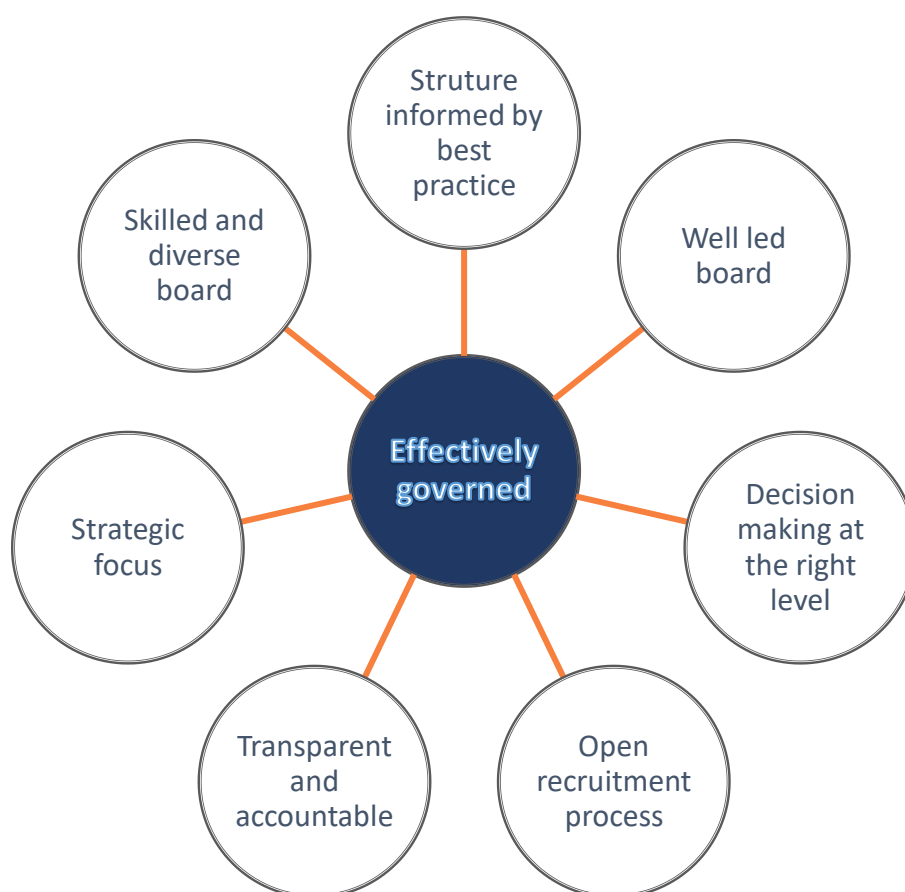 Struture
informed by
best
practice
Well led
board
Decision
making at
the right
level
Open
recruitment
process
Transparent
and
accountable
Strategic
focus
Skilled and
diverse
board
Effectively
governed